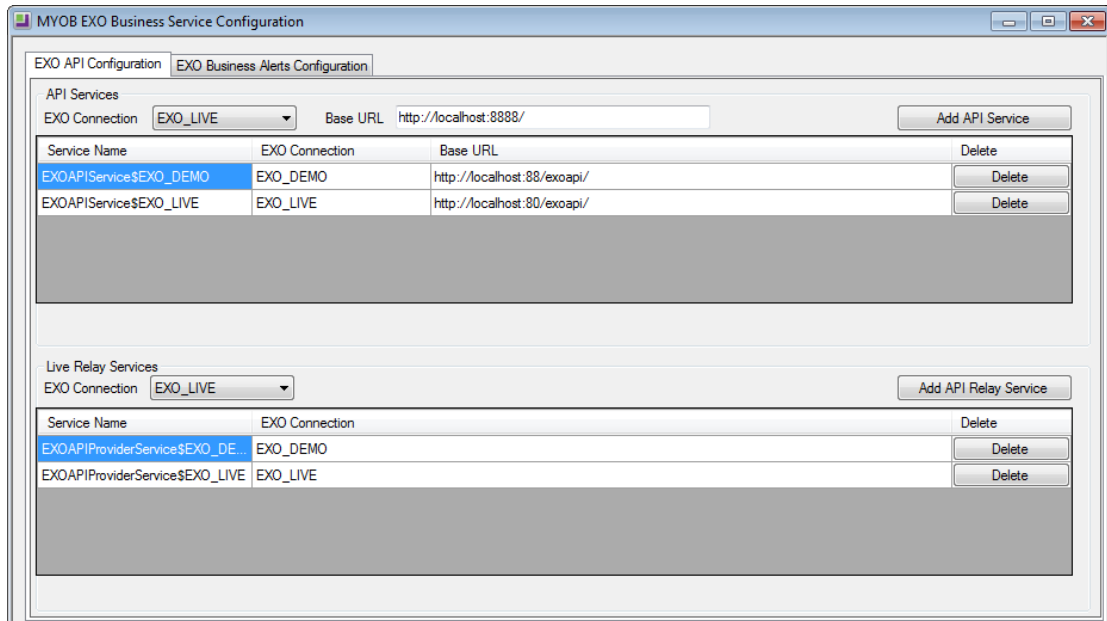 MYOB EXO Business Service Configuration
EXO API Configuration EXO Business Alerts Configuration
API Services
EXO Connection EXO_LIVE Base URL http://localhost:8888/ Add API Service
Service Name EXO Connection Base URL Delete
EXOAPIService$EXO_DEMO EXO_DEMO http://localhost:88/exoapi/ Delete
EXOAPIService$EXO_LIVE EXO_LIVE http://localhost:80/exoapi/ Delete
Live Relay Services
EXO Connection EXO_LIVE Add API Relay Service
Service Name EXO Connection Delete
EXOAPIProviderService$EXO_DE... EXO_DEMO Delete
EXOAPIProviderService$EXO_LIVE EXO_LIVE Delete